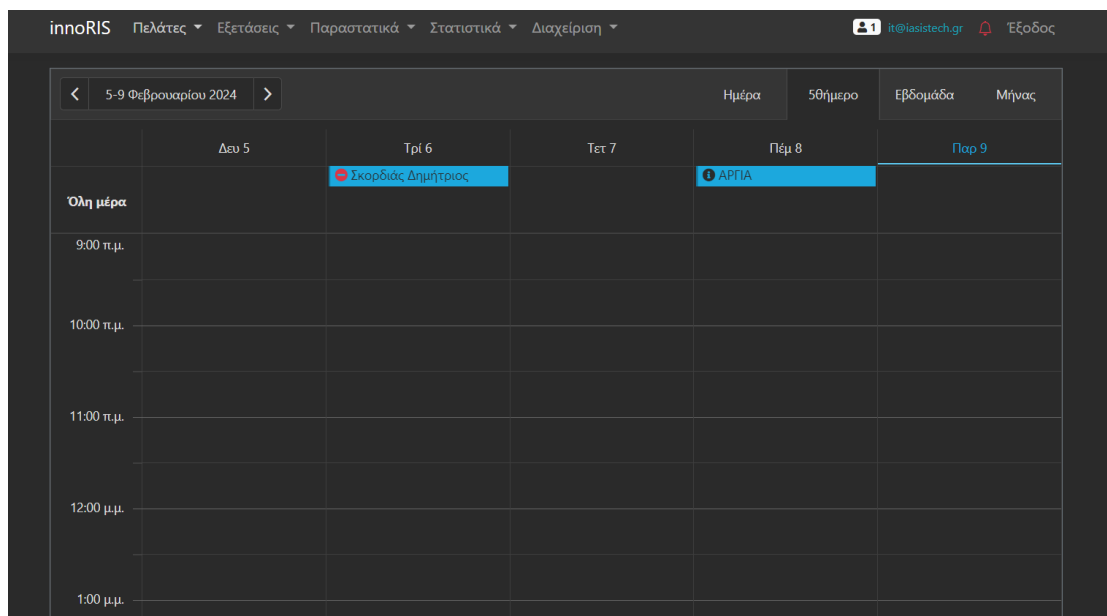 innoRIS Πελάτες Εξετάσεις Παραστατικά Στατιστικά Διαχείριση 1 it@iasistech.gr Έξοδος
5-9 Φεβρουαρίου 2024 Ημέρα 5θήμερο Εβδομάδα Μήνας
Δευ 5 Τρί 6 Τετ 7 Πέμ 8 Παρ 9
Σκορδιάς Δημήτριος ΑΡΓΙΑ
Όλη μέρα
9:00 π.μ.
10:00 π.μ.
11:00 π.μ.
12:00 μ.μ.
1:00 μ.μ.